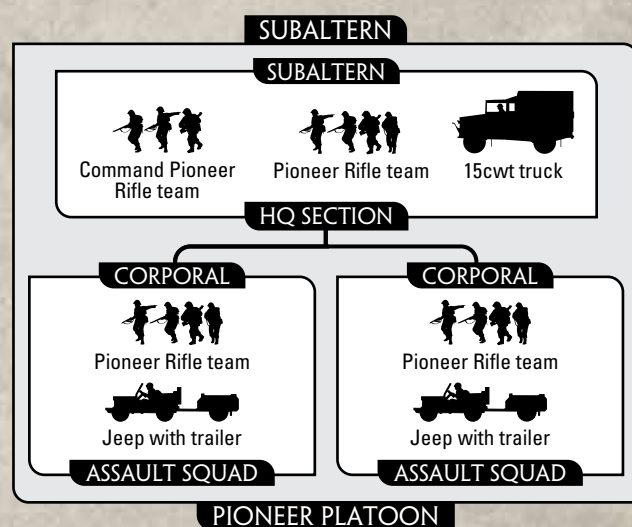 SUBALTERN
SUBALTERN
Command Pioneer
Rifle team
Pioneer Rifle team
15cwt truck
HQ SECTION
CORPORAL
Pioneer Rifle team
Jeep with trailer
ASSAULT SQUAD
CORPORAL
Pioneer Rifle team
Jeep with trailer
ASSAULT SQUAD
PIONEER PLATOON